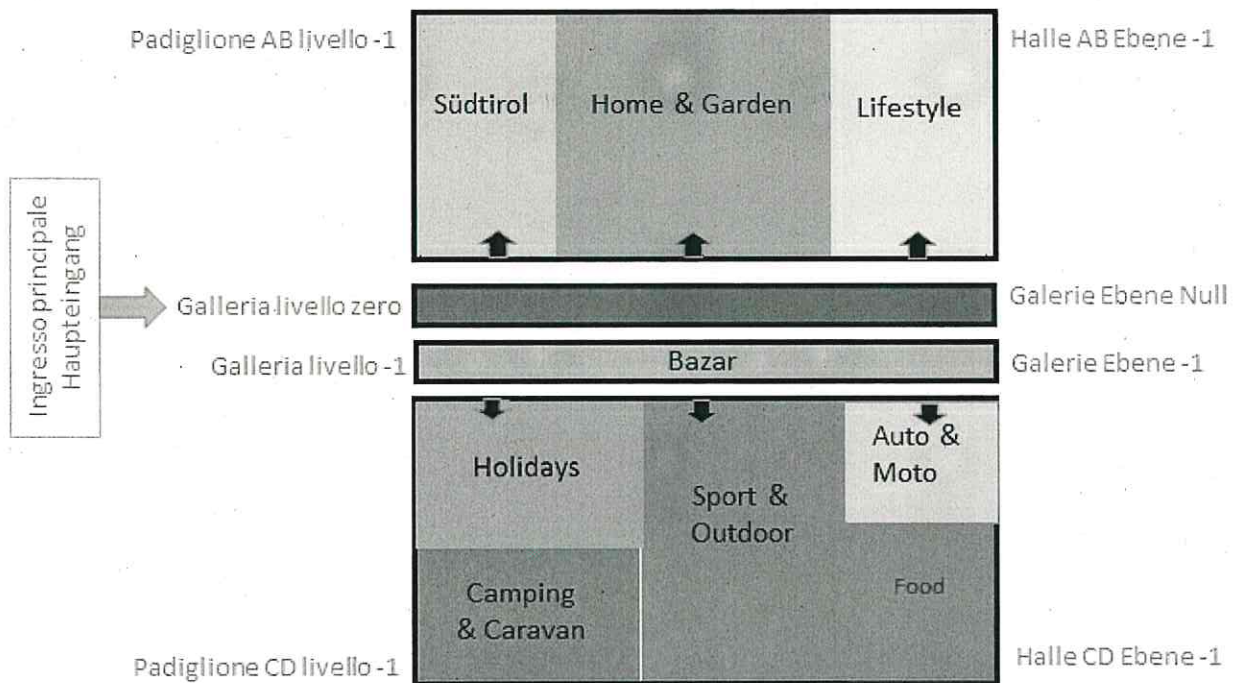 Padiglione AB livello -1
Halle AB Ebene -1
Südtirol
Home & Garden
Lifestyle
Ingresso principale
Haupteingang
Galleria livello zero
Galerie Ebene Null
Galleria livello -1
Bazar
Galerie Ebene -1
Holidays
Auto &
Moto
Sport &
Outdoor
Camping
& Caravan
Food
Padiglione CD livello -1
Halle CD Ebene -1